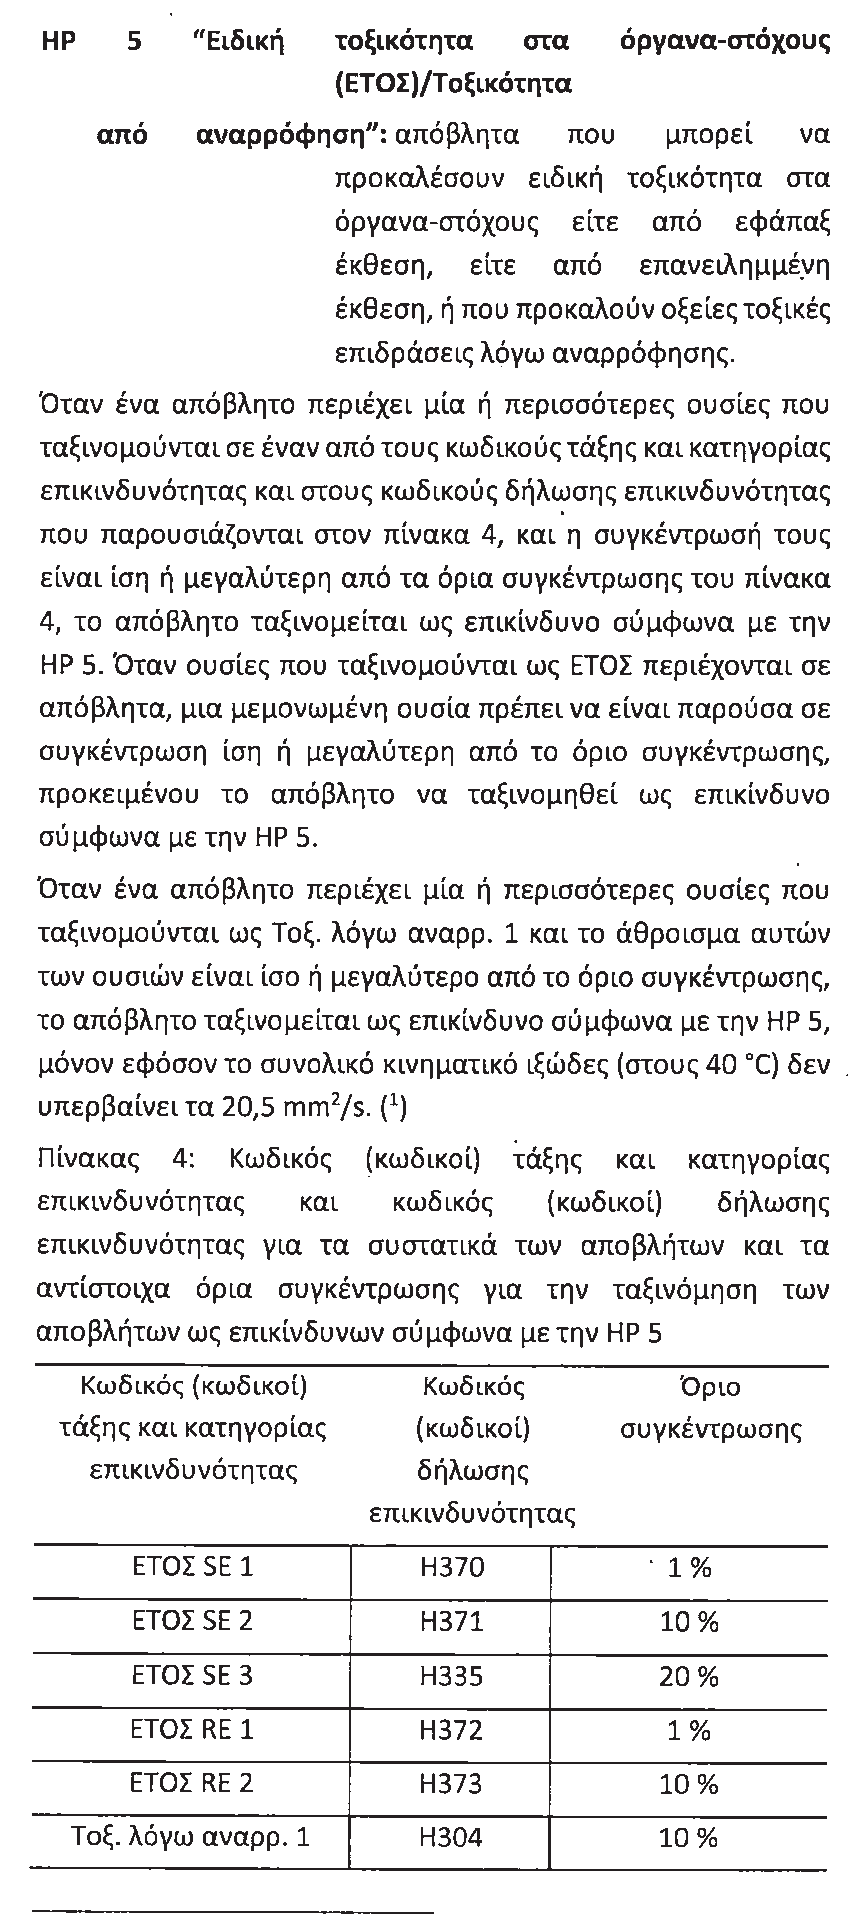 HP 5 "Ειδική τοξικότητα στα όργανα-στόχους
(ΕΤΟΣ)/Τοξικότητα
από αναρρόφηση": απόβλητα που μπορεί να
προκαλέσουν ειδική τοξικότητα στα
όργανα-στόχους είτε από εφάπαξ
έκθεση, είτε από επανειλημμένη
έκθεση, ή που προκαλούν οξείες τοξικές
επιδράσεις λόγω αναρρόφησης.
Όταν ένα απόβλητο περιέχει μία ή περισσότερες ουσίες που
ταξινομούνται σε έναν από τους κωδικούς τάξης και κατηγορίας
επικινδυνότητας και στους κωδικούς δήλωσης επικινδυνότητας
που παρουσιάζονται στον πίνακα 4, και η συγκέντρωσή τους
είναι ίση ή μεγαλύτερη από τα όρια συγκέντρωσης του πίνακα
4, το απόβλητο ταξινομείται ως επικίνδυνο σύμφωνα με την
HP 5. Όταν ουσίες που ταξινομούνται ως ΕΤΟΣ περιέχονται σε
απόβλητα, μια μεμονωμένη ουσία πρέπει να είναι παρούσα σε
συγκέντρωση ίση ή μεγαλύτερη από το όριο συγκέντρωσης,
προκειμένου το απόβλητο να ταξινομηθεί ως επικίνδυνο
σύμφωνα με την HP 5.
Όταν ένα απόβλητο περιέχει μία ή περισσότερες ουσίες που
ταξινομούνται ως Τοξ. λόγω αναρρ. 1 και το άθροισμα αυτών
των ουσιών είναι ίσο ή μεγαλύτερο από το όριο συγκέντρωσης,
το απόβλητο ταξινομείται ως επικίνδυνο σύμφωνα με την HP 5,
μόνον εφόσον το συνολικό κινηματικό ιξώδες (στους 40 °C) δεν
υπερβαίνει τα 20,5 mm²/s. (¹)
Πίνακας 4: Κωδικός (κωδικοί) τάξης και κατηγορίας
επικινδυνότητας και κωδικός (κωδικοί) δήλωσης
επικινδυνότητας για τα συστατικά των αποβλήτων και τα
αντίστοιχα όρια συγκέντρωσης για την ταξινόμηση των
αποβλήτων ως επικίνδυνων σύμφωνα με την HP 5
Κωδικός (κωδικοί) Κωδικός Όριο
τάξης και κατηγορίας (κωδικοί) συγκέντρωσης
επικινδυνότητας δήλωσης
επικινδυνότητας
ΕΤΟΣ SE 1 H370 1 %
ΕΤΟΣ SE 2 H371 10 %
ΕΤΟΣ SE 3 H335 20 %
ΕΤΟΣ RE 1 H372 1 %
ΕΤΟΣ RE 2 H373 10 %
Τοξ. λόγω αναρρ. 1 H304 10 %